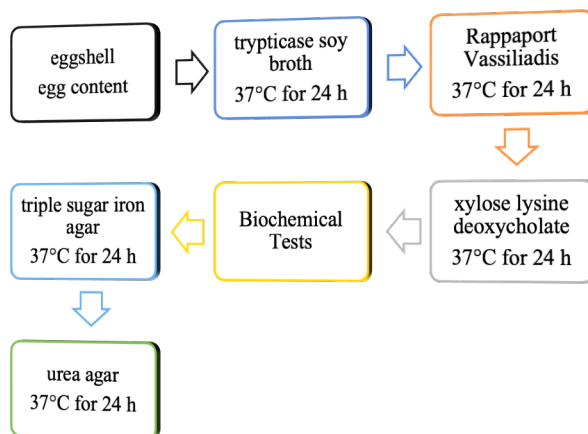 eggshell
egg content
trypticase soy
broth
37°C for 24 h
Rappaport
Vassiliadis
37°C for 24 h
xylose lysine
deoxycholate
37°C for 24 h
Biochemical
Tests
triple sugar iron
agar
37°C for 24 h
urea agar
37°C for 24 h